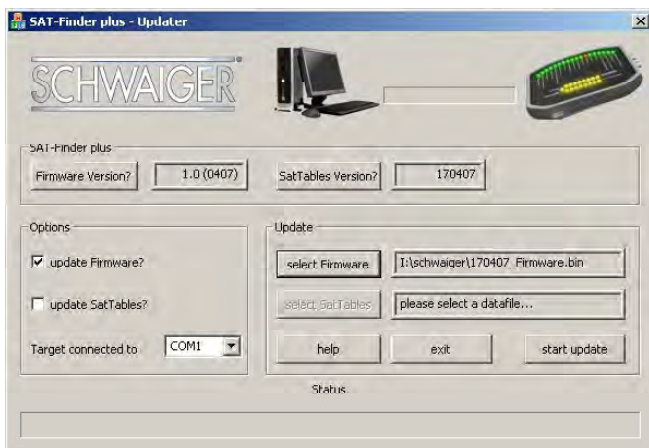 SAT-Finder plus - Updater
SCHWAIGER
SAT-Finder plus
Firmware Version?
1.0 (0407)
SatTables Version?
170407
Options
update Firmware?
update SatTables?
Target connected to
COM1
Update
select Firmware
I:\schwaiger\170407 Firmware.bin
select SatTables
please select a datafile...
help
exit
start update
Status